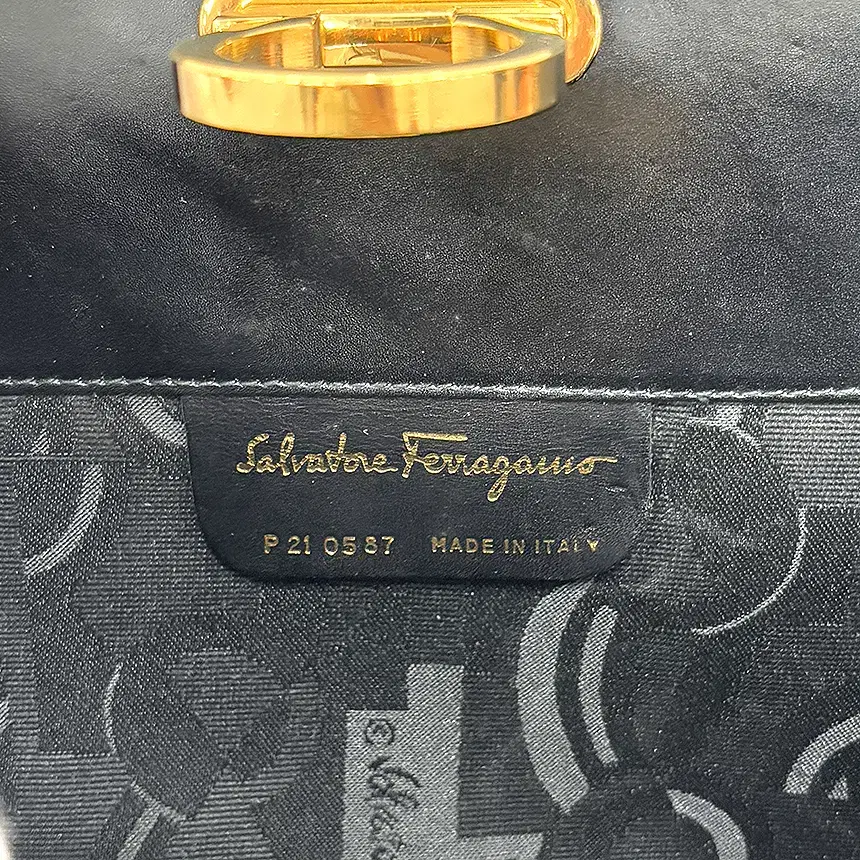 Salvatore Ferragamo
P 21 0587 MADE IN ITALY